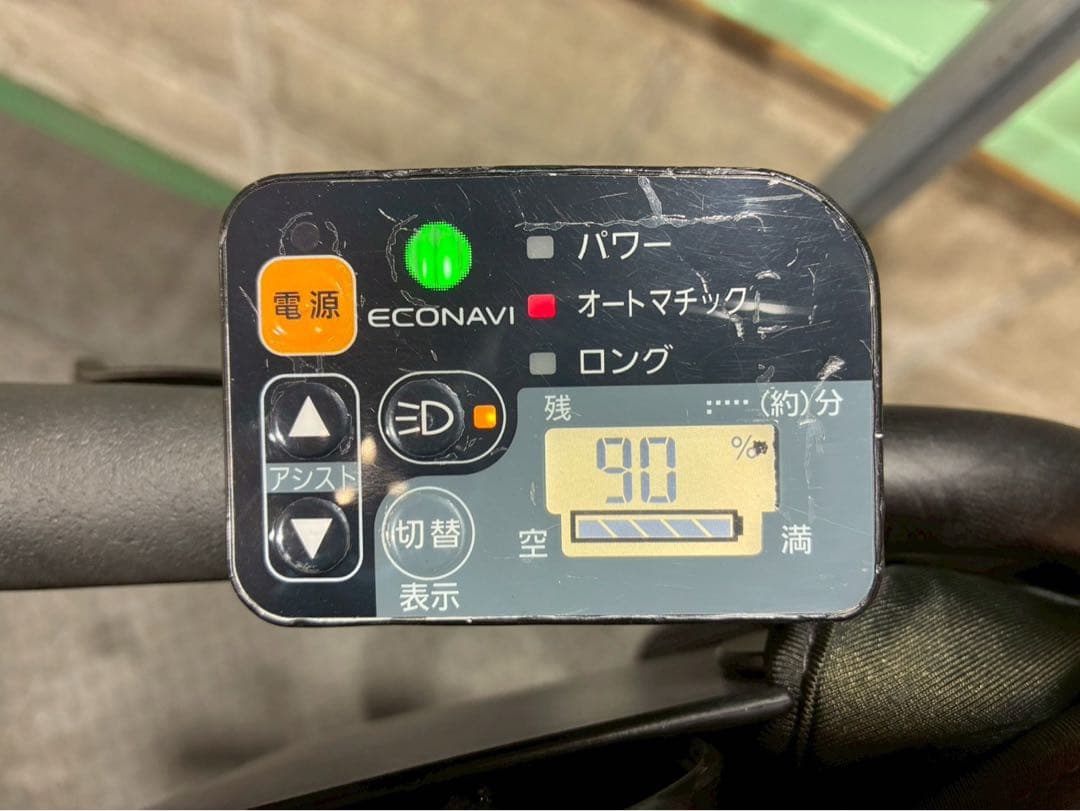 電源
ECONAVI
パワー
オートマチック
ロング
アシスト
切替
表示
残
(約)分
90
%
空
満